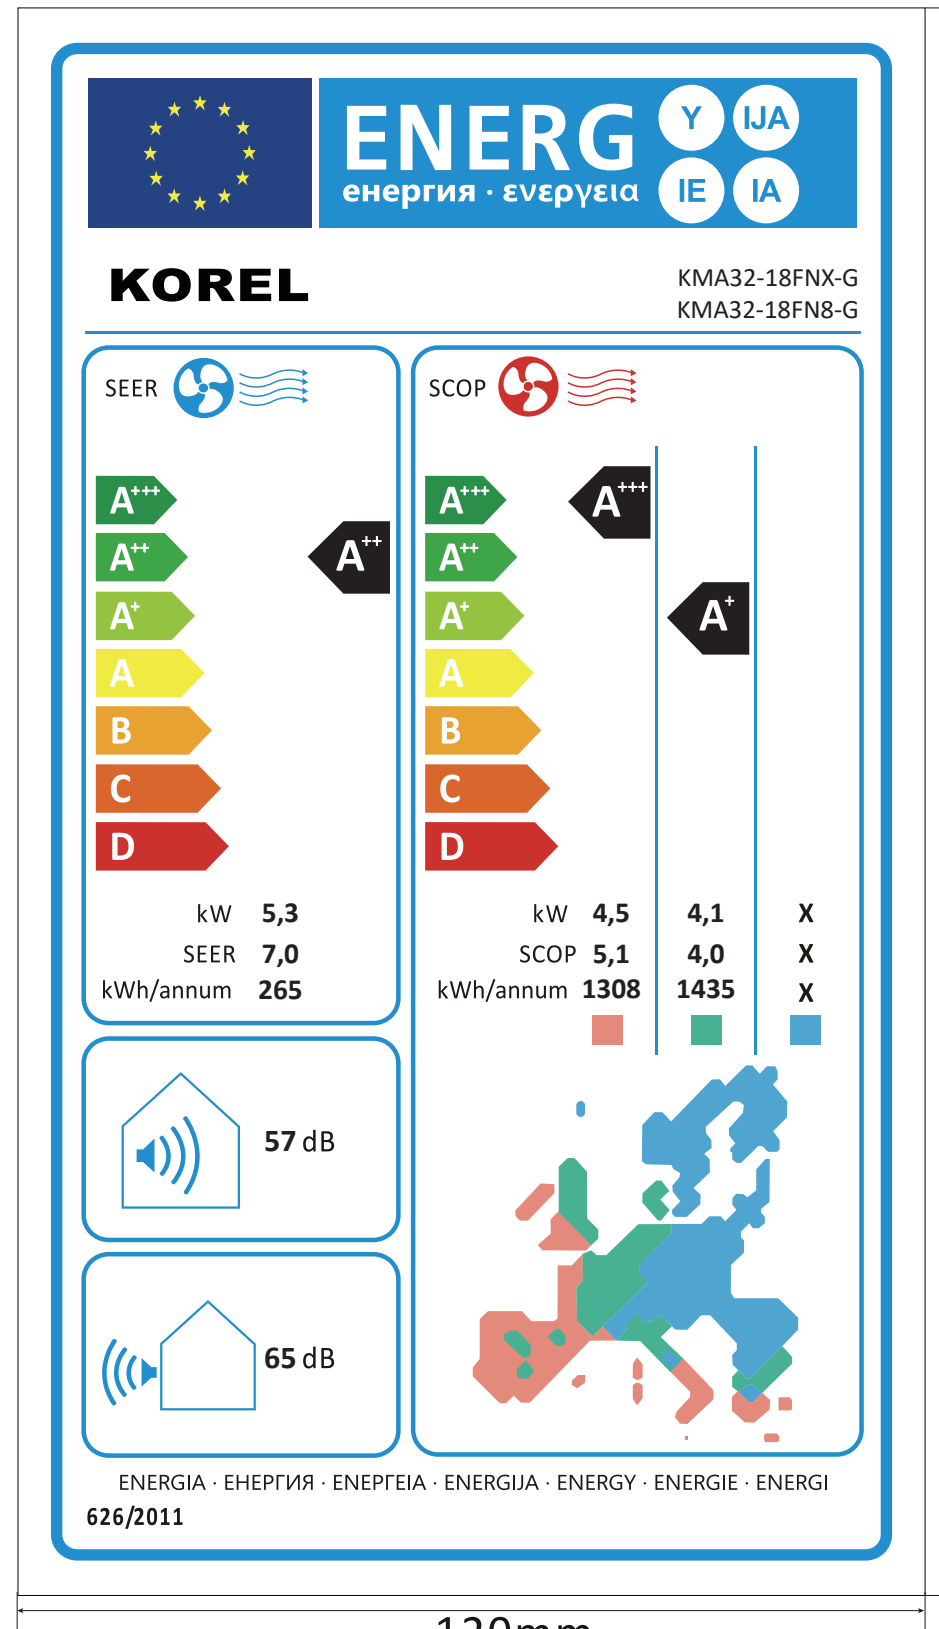 ENERG Y IJA
енергия · ενεργεια IE IA
KOREL
KMA32-18FNX-G
KMA32-18FN8-G
SEER
A+++
A++
A+
A
B
C
D
A++
kW 5,3
SEER 7,0
kWh/annum 265
SCOP
A+++
A++
A+
A
B
C
D
A+++
A+
kW 4,5 4,1 X
SCOP 5,1 4,0 X
kWh/annum 1308 1435 X
57 dB
65 dB
ENERGIA · ЕНЕРГИЯ · ΕΝΕΡΓΕΙΑ · ENERGIJA · ENERGY · ENERGIE · ENERGI
626/2011